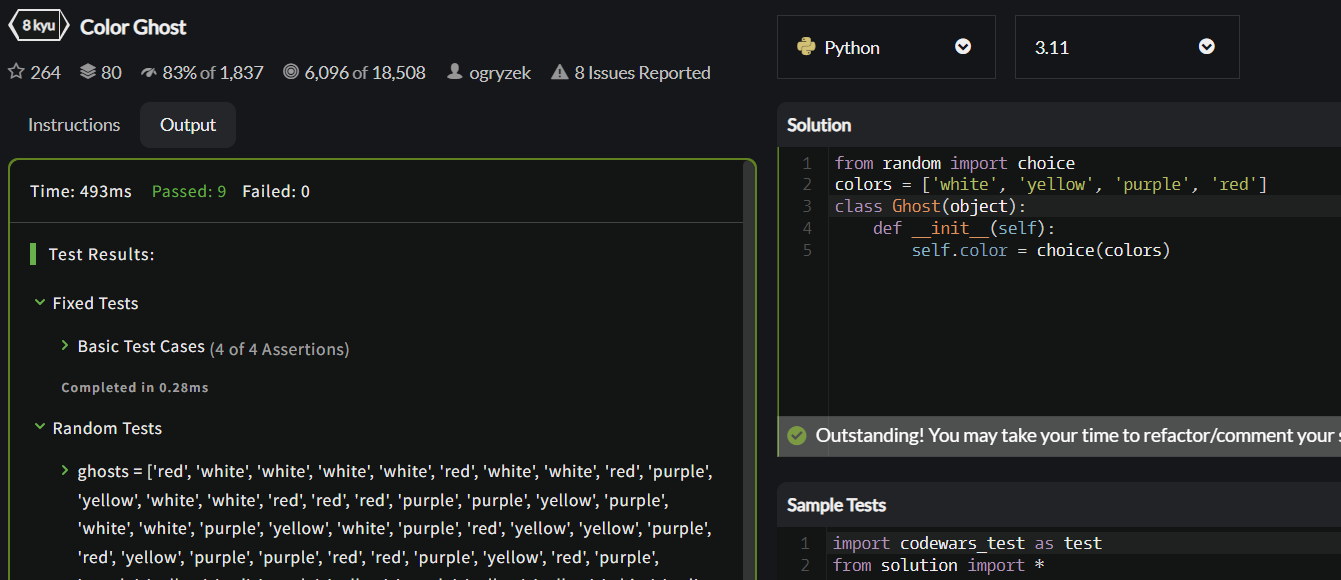 8 kyu Color Ghost
264 80 83% of 1,837 6,096 of 18,508 ogryzek 8 Issues Reported
Instructions Output
Time: 493ms Passed: 9 Failed: 0
Test Results:
Fixed Tests
Basic Test Cases (4 of 4 Assertions)
Completed in 0.28ms
Random Tests
ghosts = ['red', 'white', 'white', 'white', 'white', 'red', 'white', 'white', 'red', 'purple',
'yellow', 'white', 'white', 'red', 'red', 'red', 'purple', 'purple', 'yellow', 'purple',
'white', 'white', 'purple', 'yellow', 'white', 'purple', 'red', 'yellow', 'yellow', 'purple',
'red', 'yellow', 'purple', 'purple', 'red', 'red', 'purple', 'yellow', 'red', 'purple',
Python 3.11
Solution
1 from random import choice
2 colors = ['white', 'yellow', 'purple', 'red']
3 class Ghost(object):
4 def __init__(self):
5 self.color = choice(colors)
Outstanding! You may take your time to refactor/comment your
Sample Tests
1 import codewars_test as test
2 from solution import *